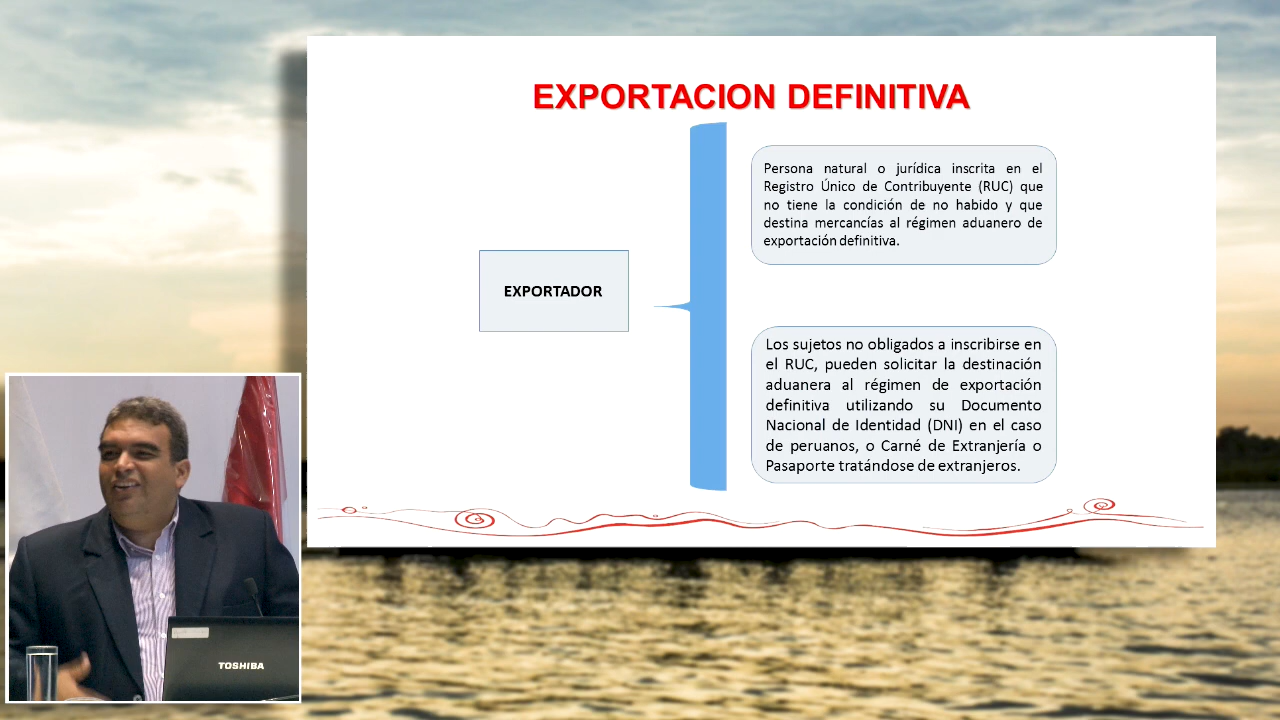 EXPORTACION DEFINITIVA
Persona natural o jurídica inscrita en el
Registro Único de Contribuyente (RUC) que
no tiene la condición de no habido y que
destina mercancías al régimen aduanero de
exportación definitiva.
EXPORTADOR
Los sujetos no obligados a inscribirse en
el RUC, pueden solicitar la destinación
aduanera al régimen de exportación
definitiva utilizando su Documento
Nacional de Identidad (DNI) en el caso
de peruanos, o Carné de Extranjería o
Pasaporte tratándose de extranjeros.
TOSHIBA